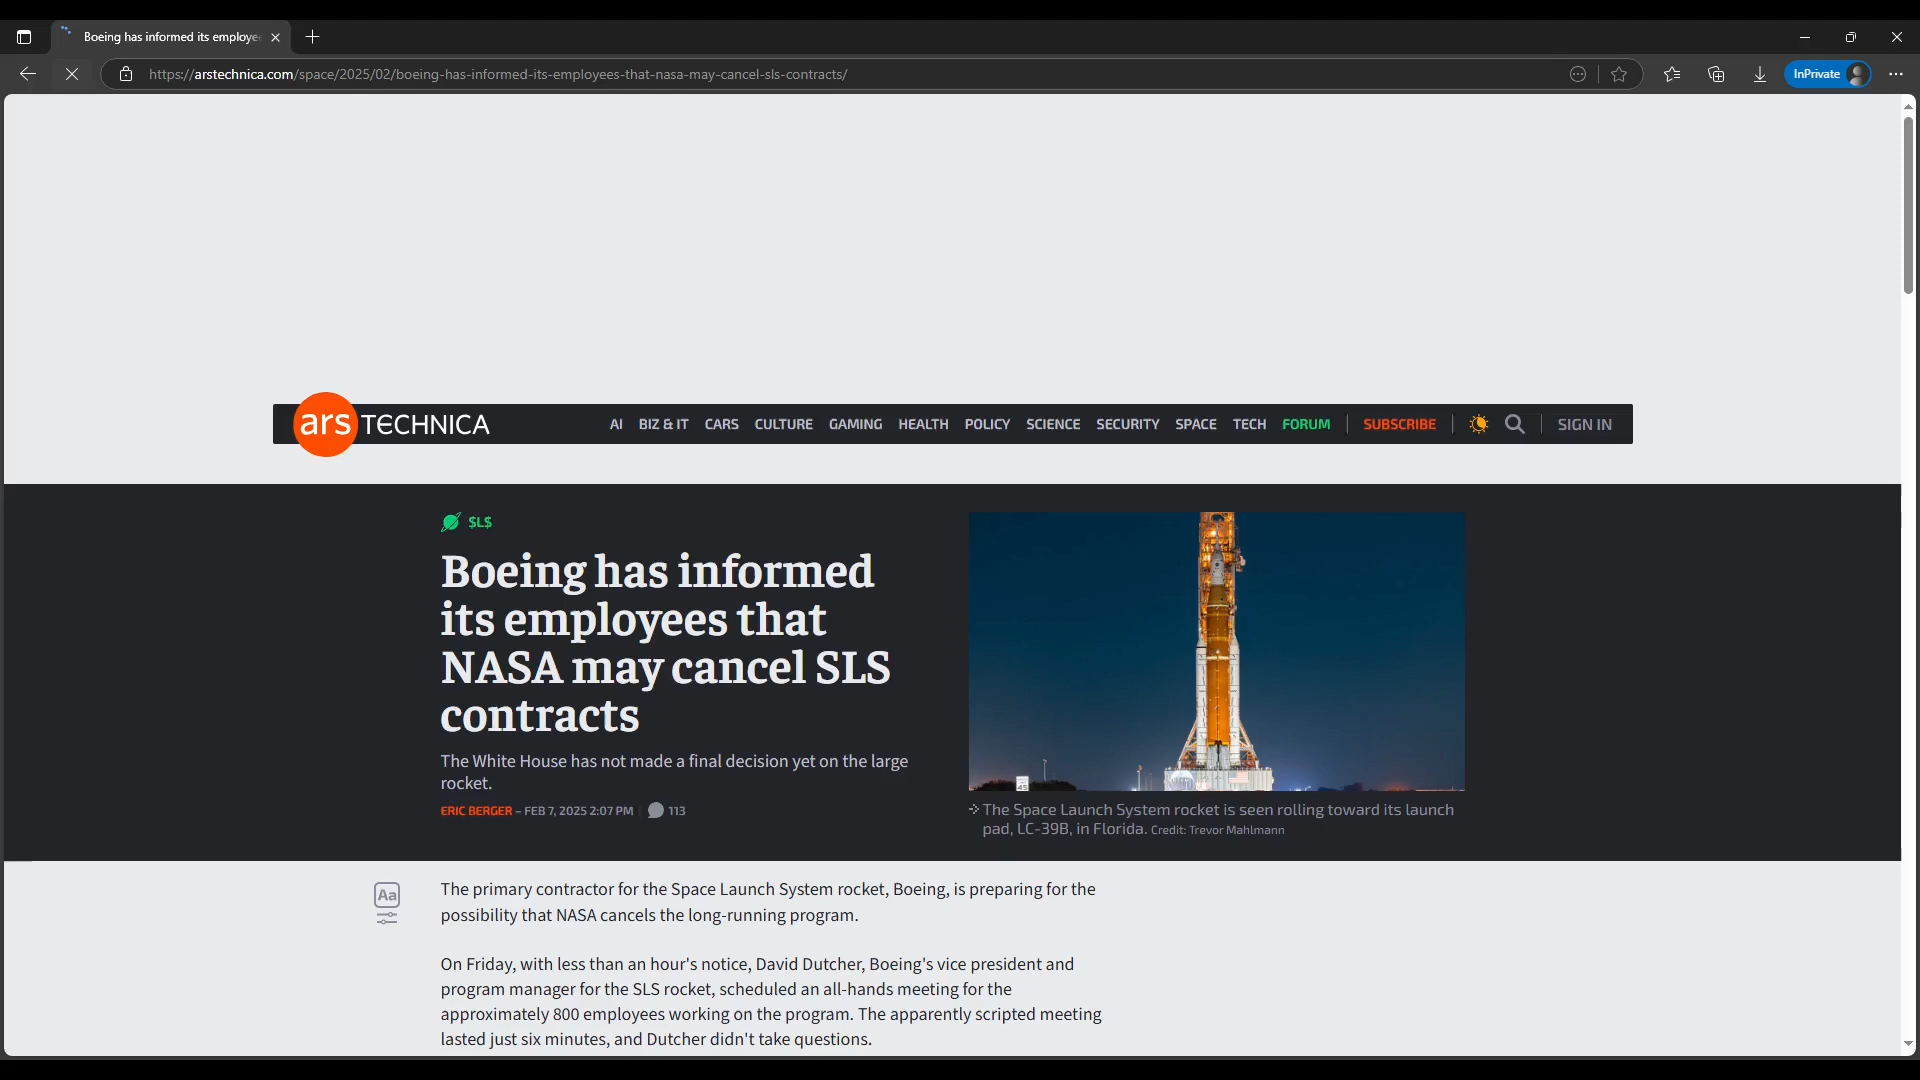 Boeing has informed its employe
https://arstechnica.com/space/2025/02/boeing-has-informed-its-employees-that-nasa-may-cancel-sls-contracts/
InPrivate
ars TECHNICA
AI BIZ & IT CARS CULTURE GAMING HEALTH POLICY SCIENCE SECURITY SPACE TECH FORUM SUBSCRIBE SIGN IN
$L$
Boeing has informed
its employees that
NASA may cancel SLS
contracts
The White House has not made a final decision yet on the large
rocket.
ERIC BERGER – FEB 7, 2025 2:07 PM 113
45
The Space Launch System rocket is seen rolling toward its launch
pad, LC-39B, in Florida. Credit: Trevor Mahlmann
Aa
The primary contractor for the Space Launch System rocket, Boeing, is preparing for the
possibility that NASA cancels the long-running program.
On Friday, with less than an hour's notice, David Dutcher, Boeing's vice president and
program manager for the SLS rocket, scheduled an all-hands meeting for the
approximately 800 employees working on the program. The apparently scripted meeting
lasted just six minutes, and Dutcher didn't take questions.